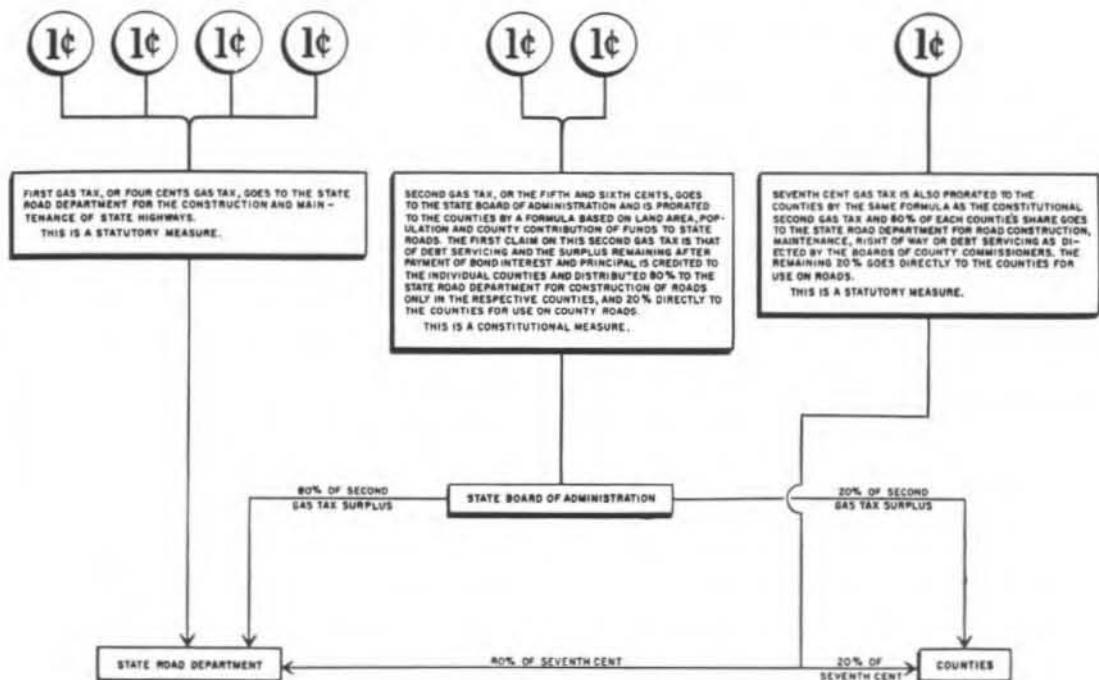 1¢ 1¢ 1¢ 1¢ 1¢ 1¢ 1¢
FIRST GAS TAX, OR FOUR CENTS GAS TAX, GOES TO THE STATE
ROAD DEPARTMENT FOR THE CONSTRUCTION AND MAIN-
TENANCE OF STATE HIGHWAYS.
THIS IS A STATUTORY MEASURE.
SECOND GAS TAX, OR THE FIFTH AND SIXTH CENTS, GOES
TO THE STATE BOARD OF ADMINISTRATION AND IS PRORATED
TO THE COUNTIES BY A FORMULA BASED ON LAND AREA, POP-
ULATION AND COUNTY CONTRIBUTION OF FUNDS TO STATE
ROADS. THE FIRST CLAIM ON THIS SECOND GAS TAX IS THAT
OF DEBT SERVICING AND THE SURPLUS REMAINING AFTER
PAYMENT OF BOND INTEREST AND PRINCIPAL IS CREDITED TO
THE INDIVIDUAL COUNTIES AND DISTRIBUTED 80% TO THE
STATE ROAD DEPARTMENT FOR CONSTRUCTION OF ROADS
ONLY IN THE RESPECTIVE COUNTIES, AND 20% DIRECTLY TO
THE COUNTIES FOR USE ON COUNTY ROADS.
THIS IS A CONSTITUTIONAL MEASURE.
SEVENTH CENT GAS TAX IS ALSO PRORATED TO THE
COUNTIES BY THE SAME FORMULA AS THE CONSTITUTIONAL
SECOND GAS TAX AND 80% OF EACH COUNTIE'S SHARE GOES
TO THE STATE ROAD DEPARTMENT FOR ROAD CONSTRUCTION,
MAINTENANCE, RIGHT OF WAY OR DEBT SERVICING AS DI-
RECTED BY THE BOARDS OF COUNTY COMMISSIONERS. THE
REMAINING 20% GOES DIRECTLY TO THE COUNTIES FOR
USE ON ROADS.
THIS IS A STATUTORY MEASURE.
80% OF SECOND
GAS TAX SURPLUS
STATE BOARD OF ADMINISTRATION
20% OF SECOND
GAS TAX SURPLUS
STATE ROAD DEPARTMENT
80% OF SEVENTH CENT
20% OF
SEVENTH CENT
COUNTIES